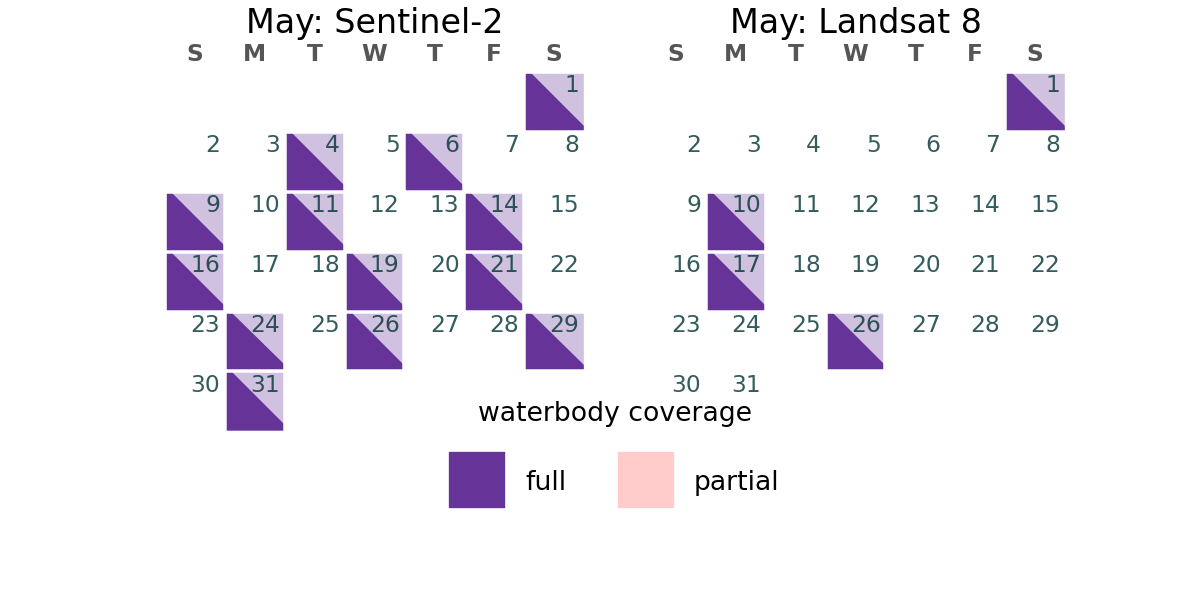 May: Sentinel-2
S M T W T F S
1
2 3 4 5 6 7 8
9 10 11 12 13 14 15
16 17 18 19 20 21 22
23 24 25 26 27 28 29
30 31
May: Landsat 8
S M T W T F S
1
2 3 4 5 6 7 8
9 10 11 12 13 14 15
16 17 18 19 20 21 22
23 24 25 26 27 28 29
30 31
waterbody coverage
full partial